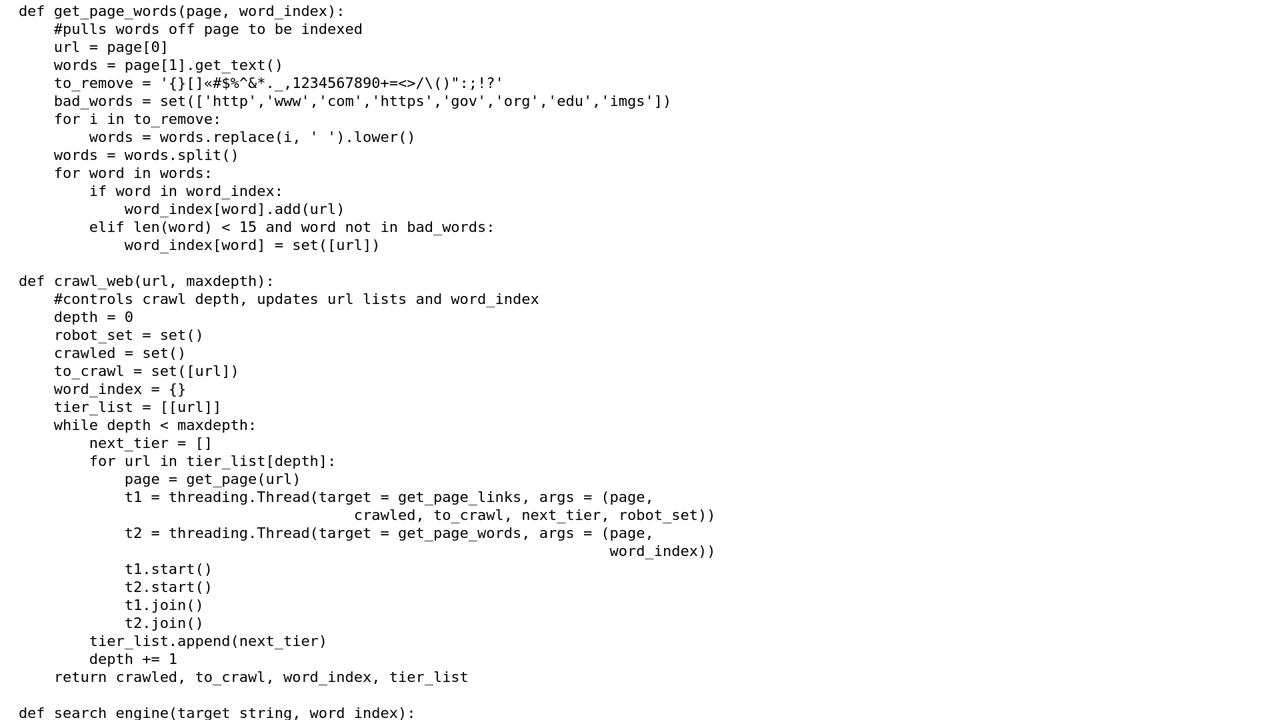 def get_page_words(page, word_index):
    #pulls words off page to be indexed
    url = page[0]
    words = page[1].get_text()
    to_remove = '{}[]«#$%^&*._,1234567890+=<>/\()":;!?'
    bad_words = set(['http','www','com','https','gov','org','edu','imgs'])
    for i in to_remove:
        words = words.replace(i, ' ').lower()
    words = words.split()
    for word in words:
        if word in word_index:
            word_index[word].add(url)
        elif len(word) < 15 and word not in bad_words:
            word_index[word] = set([url])

def crawl_web(url, maxdepth):
    #controls crawl depth, updates url lists and word_index
    depth = 0
    robot_set = set()
    crawled = set()
    to_crawl = set([url])
    word_index = {}
    tier_list = [[url]]
    while depth < maxdepth:
        next_tier = []
        for url in tier_list[depth]:
            page = get_page(url)
            t1 = threading.Thread(target = get_page_links, args = (page,
                                      crawled, to_crawl, next_tier, robot_set))
            t2 = threading.Thread(target = get_page_words, args = (page,
                                                                   word_index))
            t1.start()
            t2.start()
            t1.join()
            t2.join()
        tier_list.append(next_tier)
        depth += 1
    return crawled, to_crawl, word_index, tier_list

def search_engine(target_string, word_index):